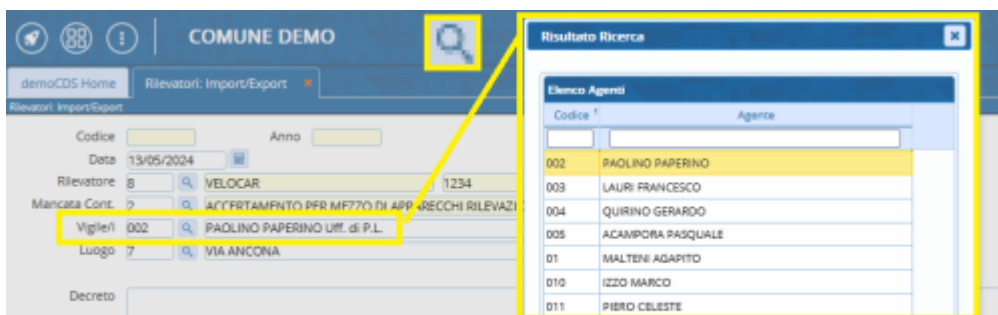 COMUNE DEMO
demoCDS Home
Rilevatori: Import/Export
Rilevatori: Import/Export
Codice
Anno
Data 13/05/2024
Rilevatore 8 VELOCAR 1234
Mancata Cont. 2 ACCERTAMENTO PER MEZZO DI APPARECCHI RILEVAZI
Vigile/i 002 PAOLINO PAPERINO Uff. di P.L.
Luogo 7 VIA ANCONA
Decreto
Risultato Ricerca
Elenco Agenti
Codice Agente
002 PAOLINO PAPERINO
003 LAURI FRANCESCO
004 QUIRINO GERARDO
005 ACAMPORA PASQUALE
01 MALTENI AGAPITO
010 IZZO MARCO
011 PIERO CELESTE